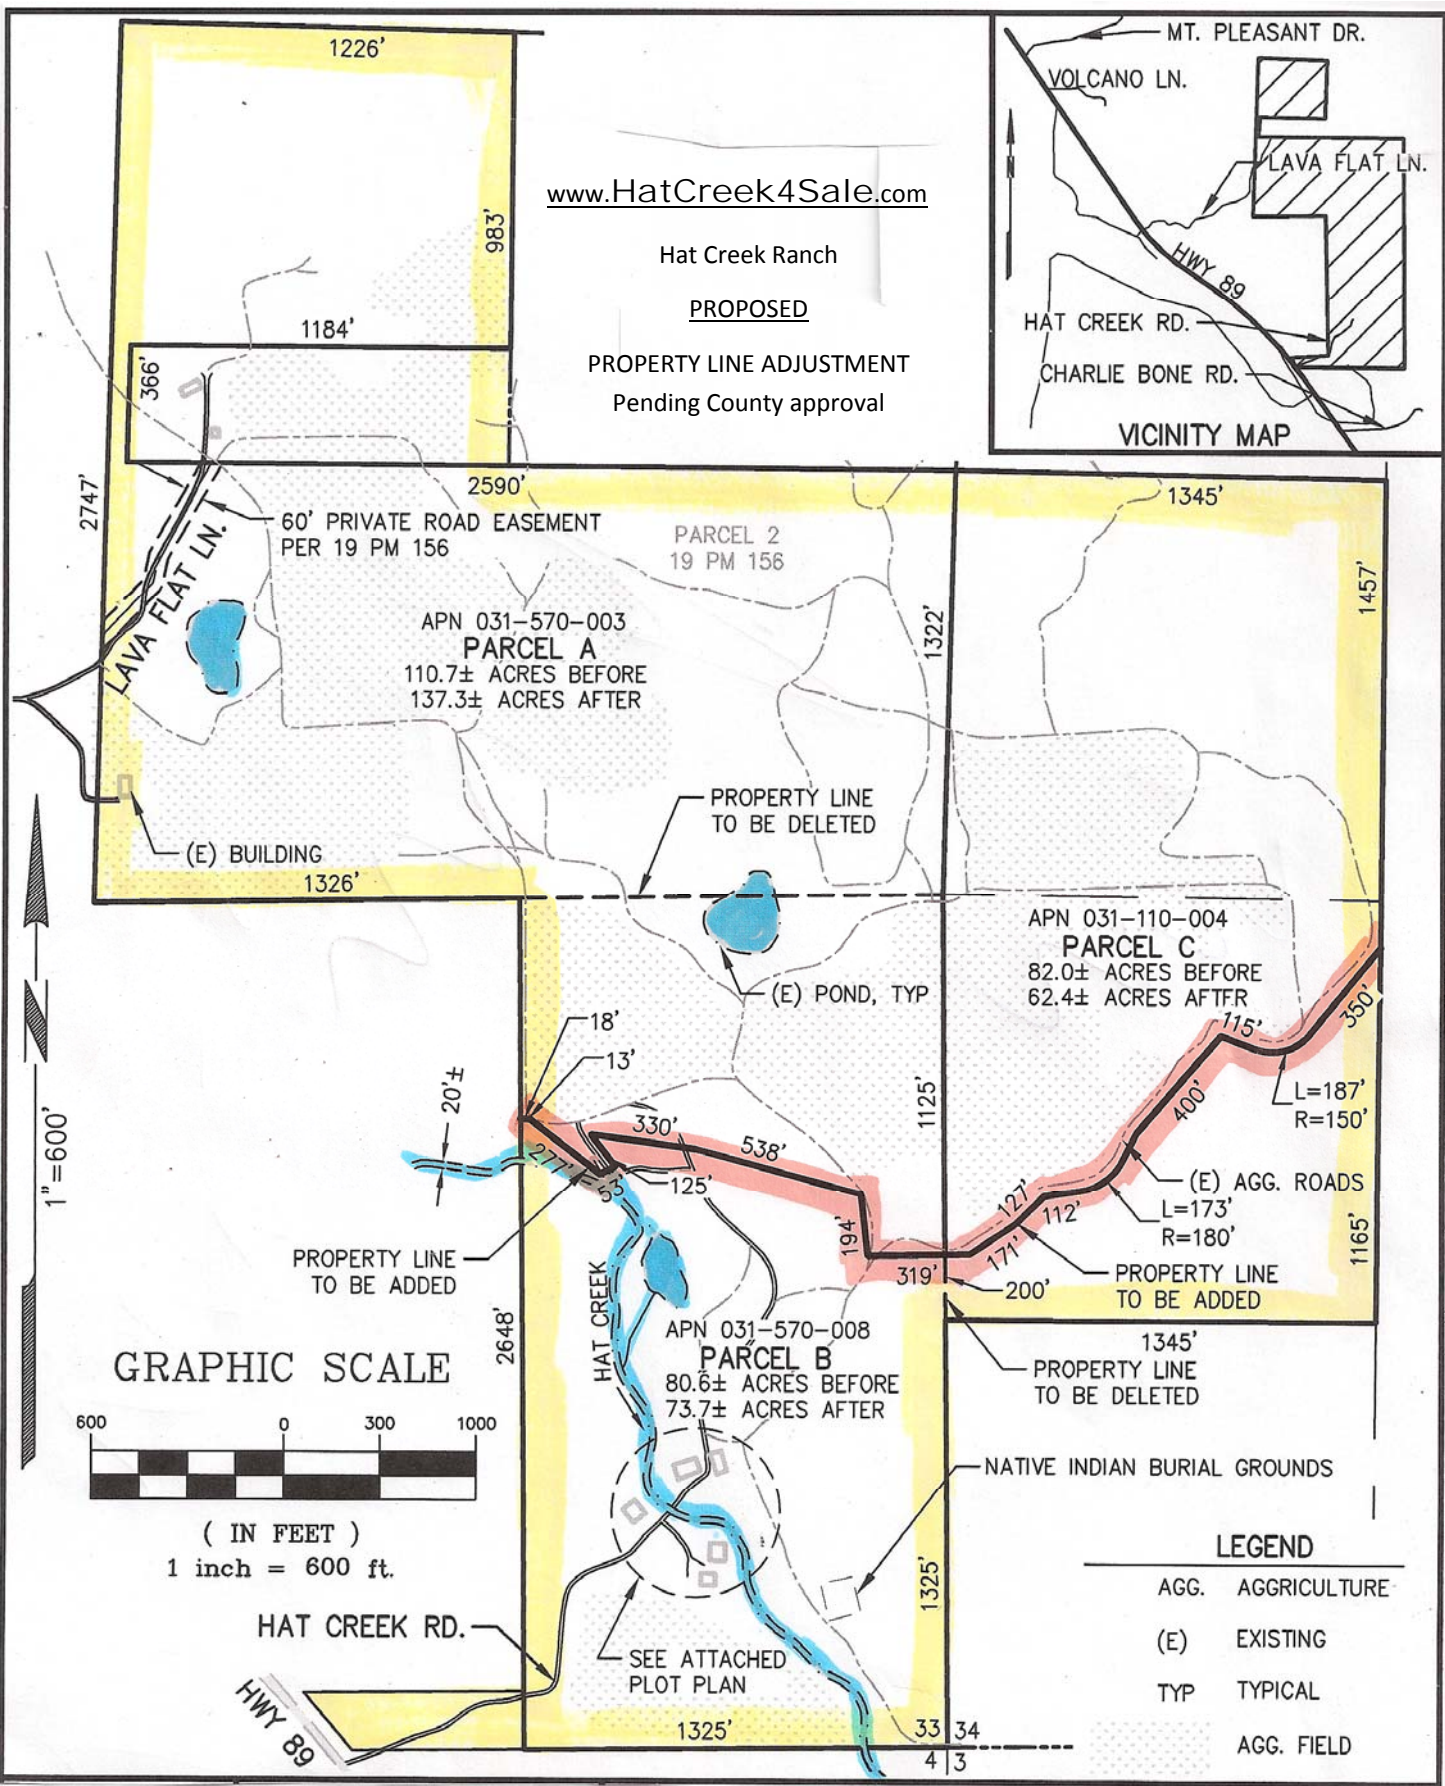 1226'
983'
1184'
366'
2747'
www.HatCreek4Sale.com
Hat Creek Ranch
PROPOSED
PROPERTY LINE ADJUSTMENT
Pending County approval
MT. PLEASANT DR.
VOLCANO LN.
N
LAVA FLAT LN.
HWY 89
HAT CREEK RD.
CHARLIE BONE RD.
VICINITY MAP
2590'
1345'
60' PRIVATE ROAD EASEMENT
PER 19 PM 156
LAVA FLAT LN.
PARCEL 2
19 PM 156
1457'
1322'
APN 031-570-003
PARCEL A
110.7± ACRES BEFORE
137.3± ACRES AFTER
PROPERTY LINE
TO BE DELETED
(E) BUILDING
1326'
APN 031-110-004
PARCEL C
82.0± ACRES BEFORE
62.4± ACRES AFTER
(E) POND, TYP
N
1"=600'
18'
13'
20'±
277'
53'
125'
330'
538'
194'
319'
1125'
115'
350'
400'
L=187'
R=150'
(E) AGG. ROADS
L=173'
R=180'
127'
112'
171'
200'
1165'
PROPERTY LINE
TO BE ADDED
PROPERTY LINE
TO BE ADDED
HAT CREEK
2648'
1345'
PROPERTY LINE
TO BE DELETED
APN 031-570-008
PARCEL B
80.6± ACRES BEFORE
73.7± ACRES AFTER
GRAPHIC SCALE
600 0 300 1000
( IN FEET )
1 inch = 600 ft.
NATIVE INDIAN BURIAL GROUNDS
1325'
HAT CREEK RD.
HWY 89
SEE ATTACHED
PLOT PLAN
1325'
33 34
4 3
LEGEND
AGG. AGGRICULTURE
(E) EXISTING
TYP TYPICAL
AGG. FIELD